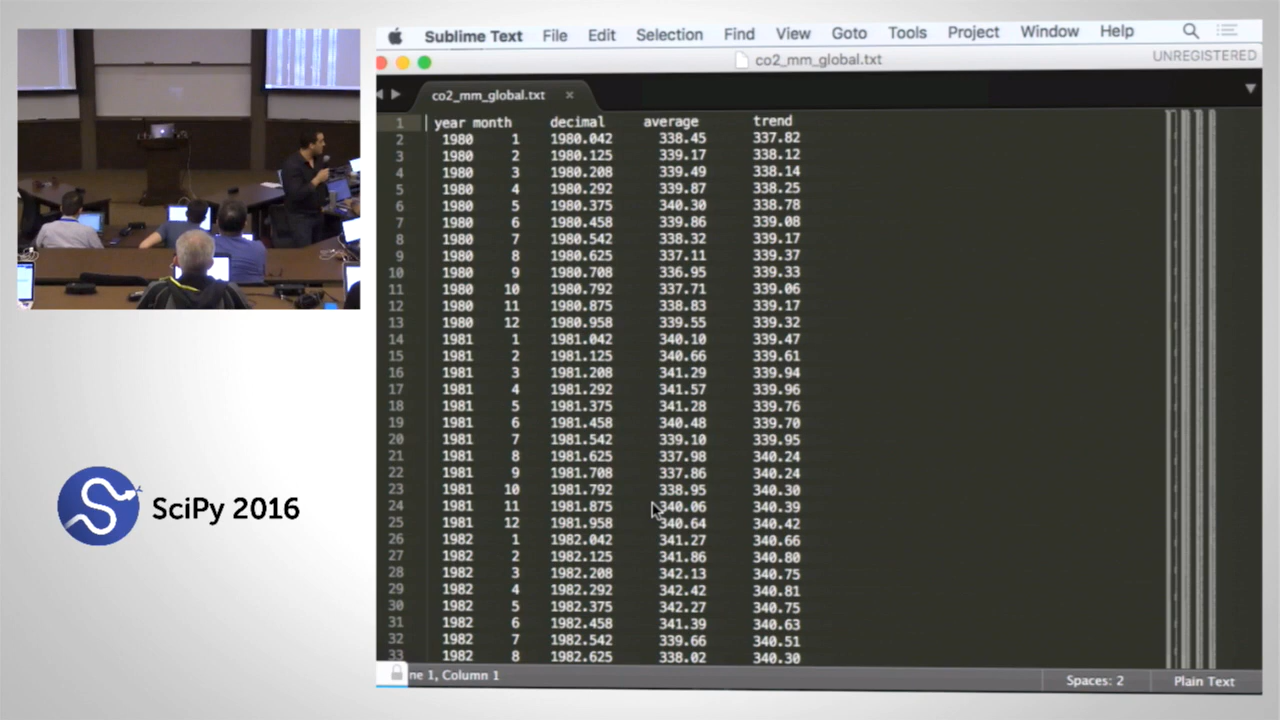 Sublime Text File Edit Selection Find View Goto Tools Project Window Help
co2_mm_global.txt
UNREGISTERED
co2_mm_global.txt ×
1 year month decimal average trend
2 1980 1 1980.042 338.45 337.82
3 1980 2 1980.125 339.17 338.12
4 1980 3 1980.208 339.49 338.14
5 1980 4 1980.292 339.87 338.25
6 1980 5 1980.375 340.30 338.78
7 1980 6 1980.458 339.86 339.08
8 1980 7 1980.542 338.32 339.17
9 1980 8 1980.625 337.11 339.37
10 1980 9 1980.708 336.95 339.33
11 1980 10 1980.792 337.71 339.06
12 1980 11 1980.875 338.83 339.17
13 1980 12 1980.958 339.55 339.32
14 1981 1 1981.042 340.10 339.47
15 1981 2 1981.125 340.66 339.61
16 1981 3 1981.208 341.29 339.94
17 1981 4 1981.292 341.57 339.96
18 1981 5 1981.375 341.28 339.76
19 1981 6 1981.458 340.48 339.70
20 1981 7 1981.542 339.10 339.95
21 1981 8 1981.625 337.98 340.24
22 1981 9 1981.708 337.86 340.24
23 1981 10 1981.792 338.95 340.30
24 1981 11 1981.875 340.06 340.39
25 1981 12 1981.958 340.64 340.42
26 1982 1 1982.042 341.27 340.66
27 1982 2 1982.125 341.86 340.80
28 1982 3 1982.208 342.13 340.75
29 1982 4 1982.292 342.42 340.81
30 1982 5 1982.375 342.27 340.75
31 1982 6 1982.458 341.39 340.63
32 1982 7 1982.542 339.66 340.51
33 1982 8 1982.625 338.02 340.30
ne 1, Column 1
Spaces: 2 Plain Text
SciPy 2016